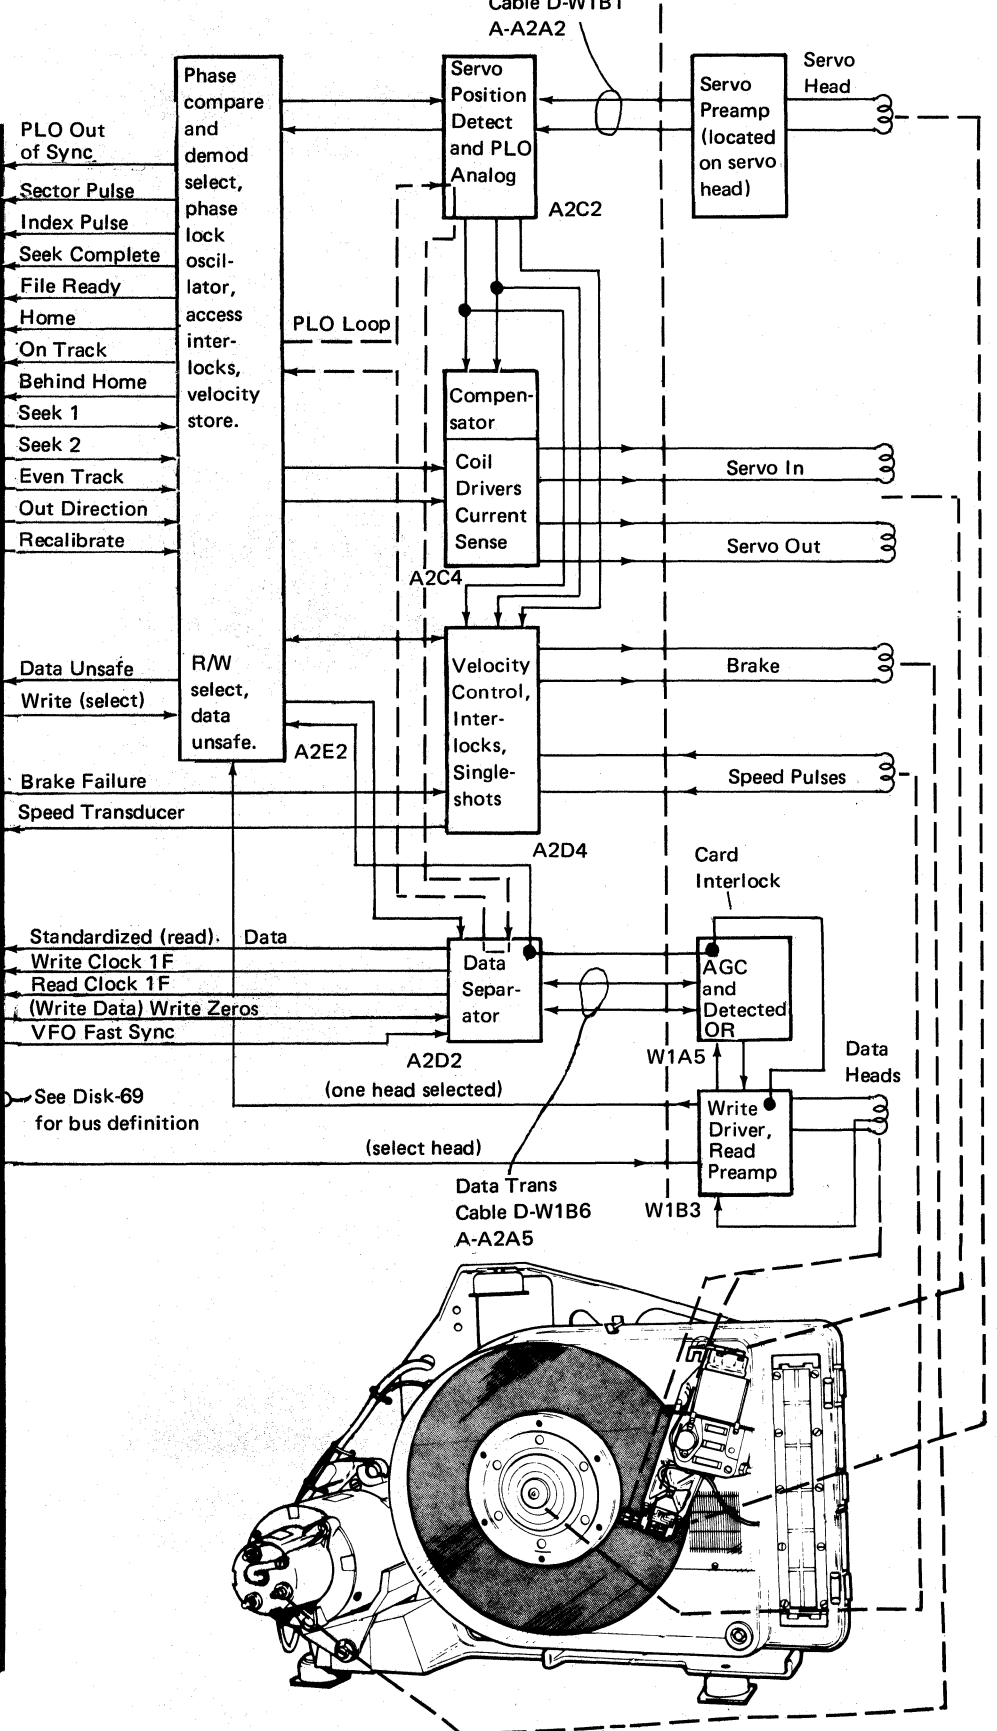 Cable D-W1B1
A-A2A2
Phase
compare
and
demod
select,
phase
lock
oscil-
lator,
access
inter-
locks,
velocity
store.
R/W
select,
data
unsafe.
A2E2
Servo
Position
Detect
and PLO
Analog
A2C2
Servo
Preamp
(located
on servo
head)
Servo
Head
PLO Out
of Sync
Sector Pulse
Index Pulse
Seek Complete
File Ready
Home
On Track
Behind Home
Seek 1
Seek 2
Even Track
Out Direction
Recalibrate
Data Unsafe
Write (select)
Brake Failure
Speed Transducer
PLO Loop
Compen-
sator
Coil
Drivers
Current
Sense
A2C4
Servo In
Servo Out
Velocity
Control,
Inter-
locks,
Single-
shots
A2D4
Brake
Speed Pulses
Card
Interlock
Standardized (read). Data
Write Clock 1F
Read Clock 1F
(Write Data) Write Zeros
VFO Fast Sync
Data
Separ-
ator
A2D2
AGC
and
Detected
OR
W1A5
Data
Heads
See Disk-69
for bus definition
(one head selected)
(select head)
Write
Driver,
Read
Preamp
W1B3
Data Trans
Cable D-W1B6
A-A2A5